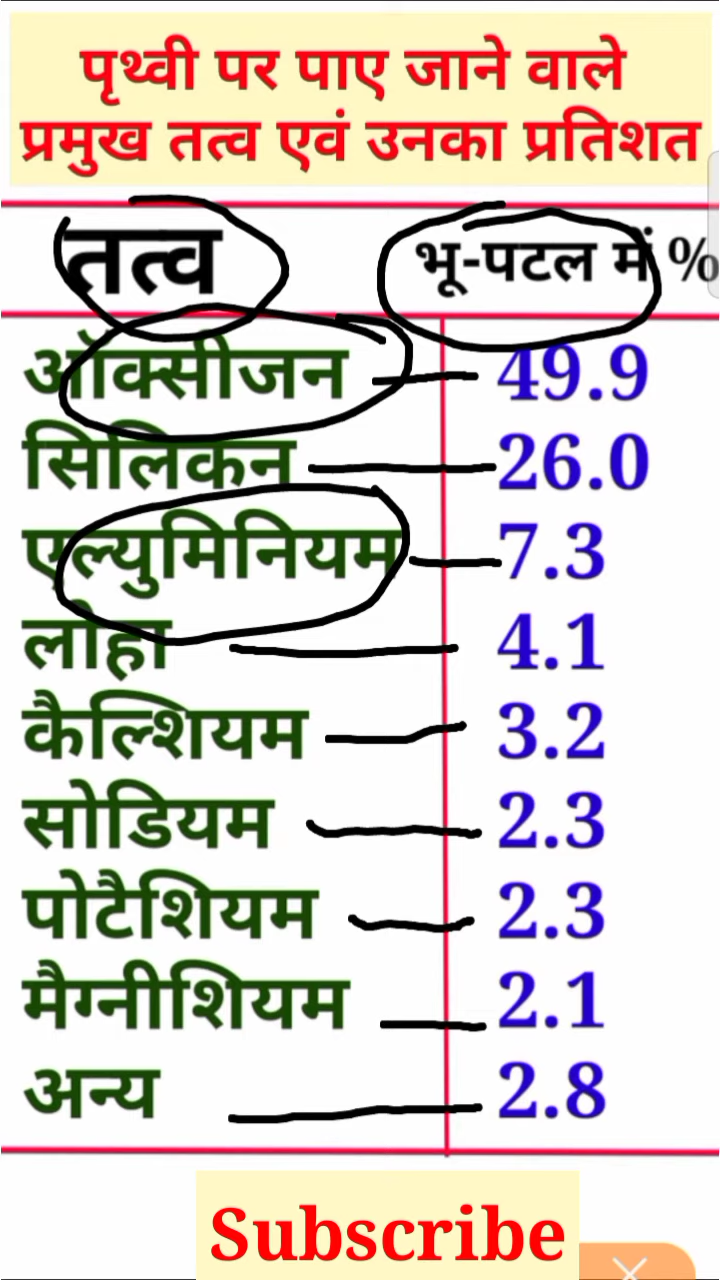 पृथ्वी पर पाए जाने वाले
प्रमुख तत्व एवं उनका प्रतिशत
तत्व भू-पटल में %
ऑक्सीजन 49.9
सिलिकन 26.0
एल्युमिनियम 7.3
लोहा 4.1
कैल्शियम 3.2
सोडियम 2.3
पोटैशियम 2.3
मैग्नीशियम 2.1
अन्य 2.8
Subscribe